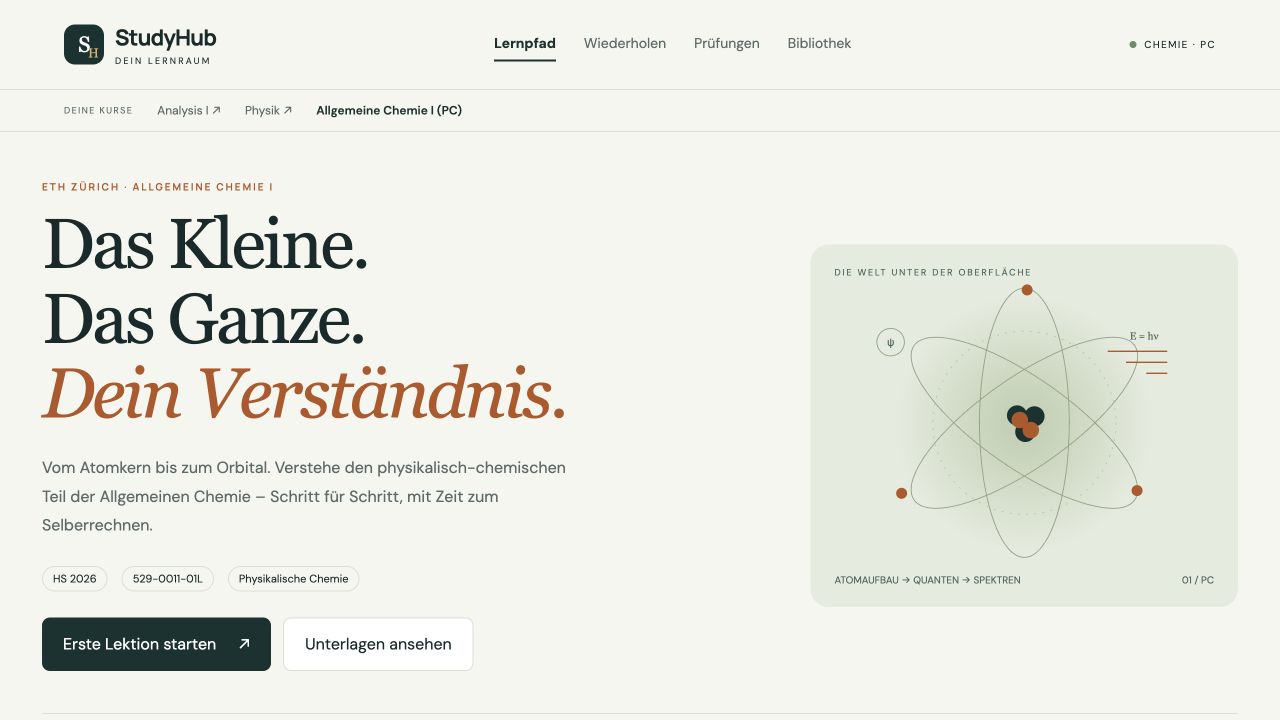 SH
StudyHub
DEIN LERNRAUM
Lernpfad
Wiederholen
Prüfungen
Bibliothek
CHEMIE · PC
DEINE KURSE
Analysis I ↗
Physik ↗
Allgemeine Chemie I (PC)
ETH ZÜRICH · ALLGEMEINE CHEMIE I
Das Kleine.
Das Ganze.
Dein Verständnis.
Vom Atomkern bis zum Orbital. Verstehe den physikalisch-chemischen
Teil der Allgemeinen Chemie – Schritt für Schritt, mit Zeit zum
Selberrechnen.
HS 2026
529-0011-01L
Physikalische Chemie
Erste Lektion starten ↗
Unterlagen ansehen
DIE WELT UNTER DER OBERFLÄCHE
ψ
E = hν
ATOMAUFBAU → QUANTEN → SPEKTREN
01 / PC